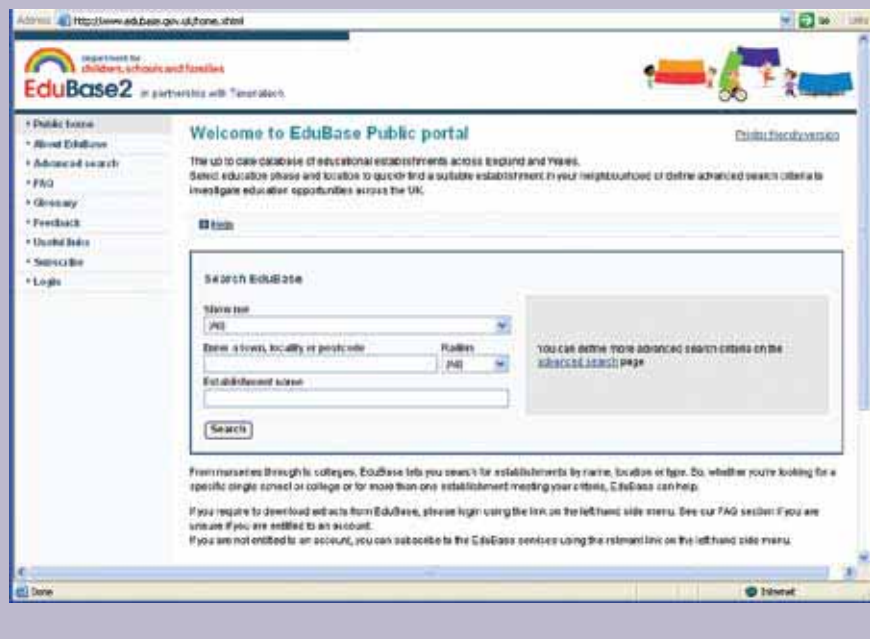 Address http://www.edubase.gov.uk/home.xhtml Go Links
department for
children, schools and families
EduBase2 in partnership with
Public home
About EduBase
Advanced search
FAQ
Glossary
Feedback
Useful links
Subscribe
Login
Welcome to EduBase Public portal
Printer friendly version
The up to date database of educational establishments across England and Wales.
Select education phase and location to quickly find a suitable establishment in your neighbourhood or define advanced search criteria to
investigate education opportunities across the UK.
Help
Search EduBase
Show me
(All)
Enter a town, locality or postcode Radius
(All)
Establishment name
Search
You can define more advanced search criteria on the
advanced search page
From nurseries through to colleges, EduBase lets you search for establishments by name, location or type. So, whether you're looking for a
specific single school or college or for more than one establishment meeting your criteria, EduBase can help.
If you require to download extracts from EduBase, please login using the link on the left hand side menu. See our FAQ section if you are
unsure if you are entitled to an account.
If you are not entitled to an account, you can subscribe to the EduBase services using the relevant link on the left hand side menu.
Done Internet